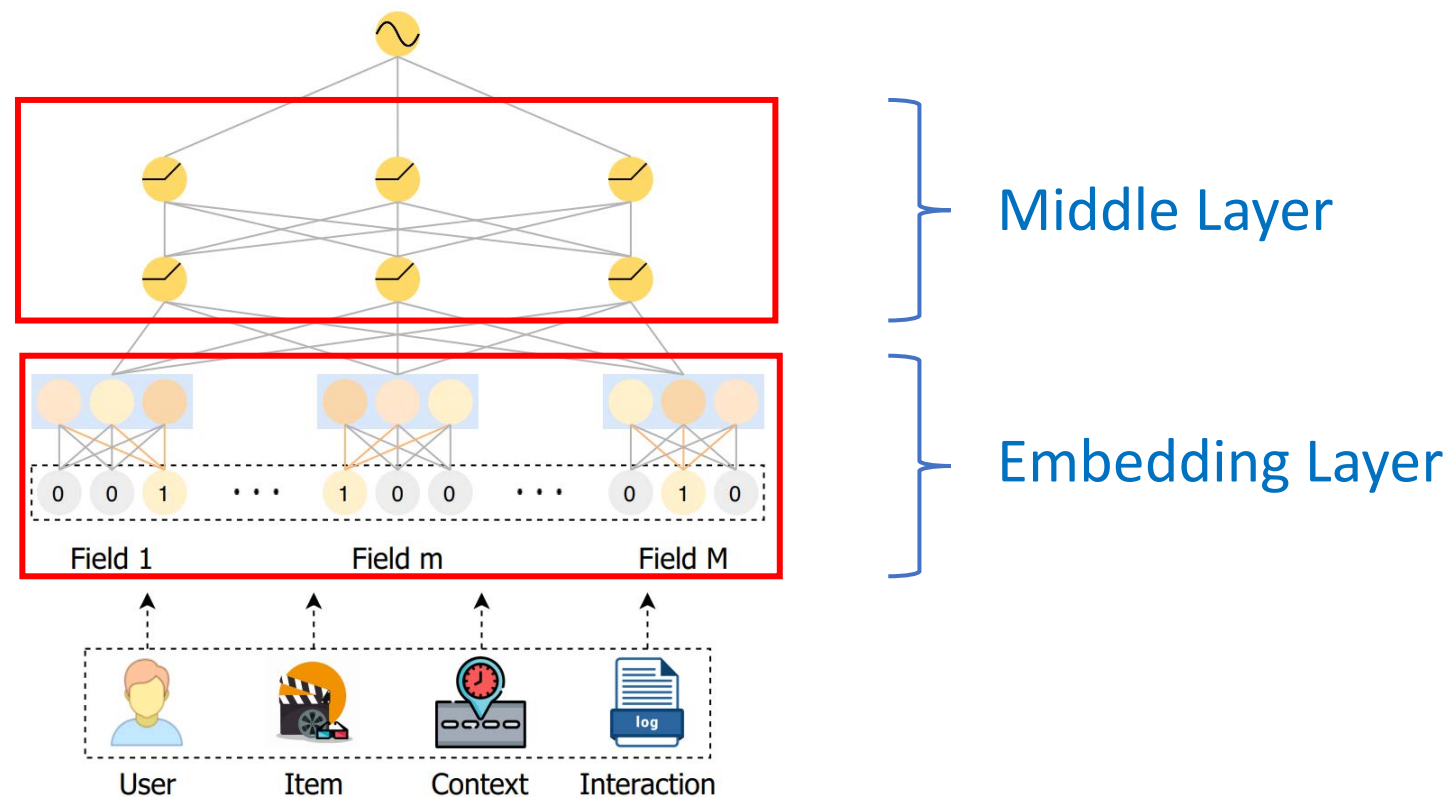 Middle Layer
Embedding Layer
0 0 1 ··· 1 0 0 ··· 0 1 0
Field 1 Field m Field M
log
User Item Context Interaction